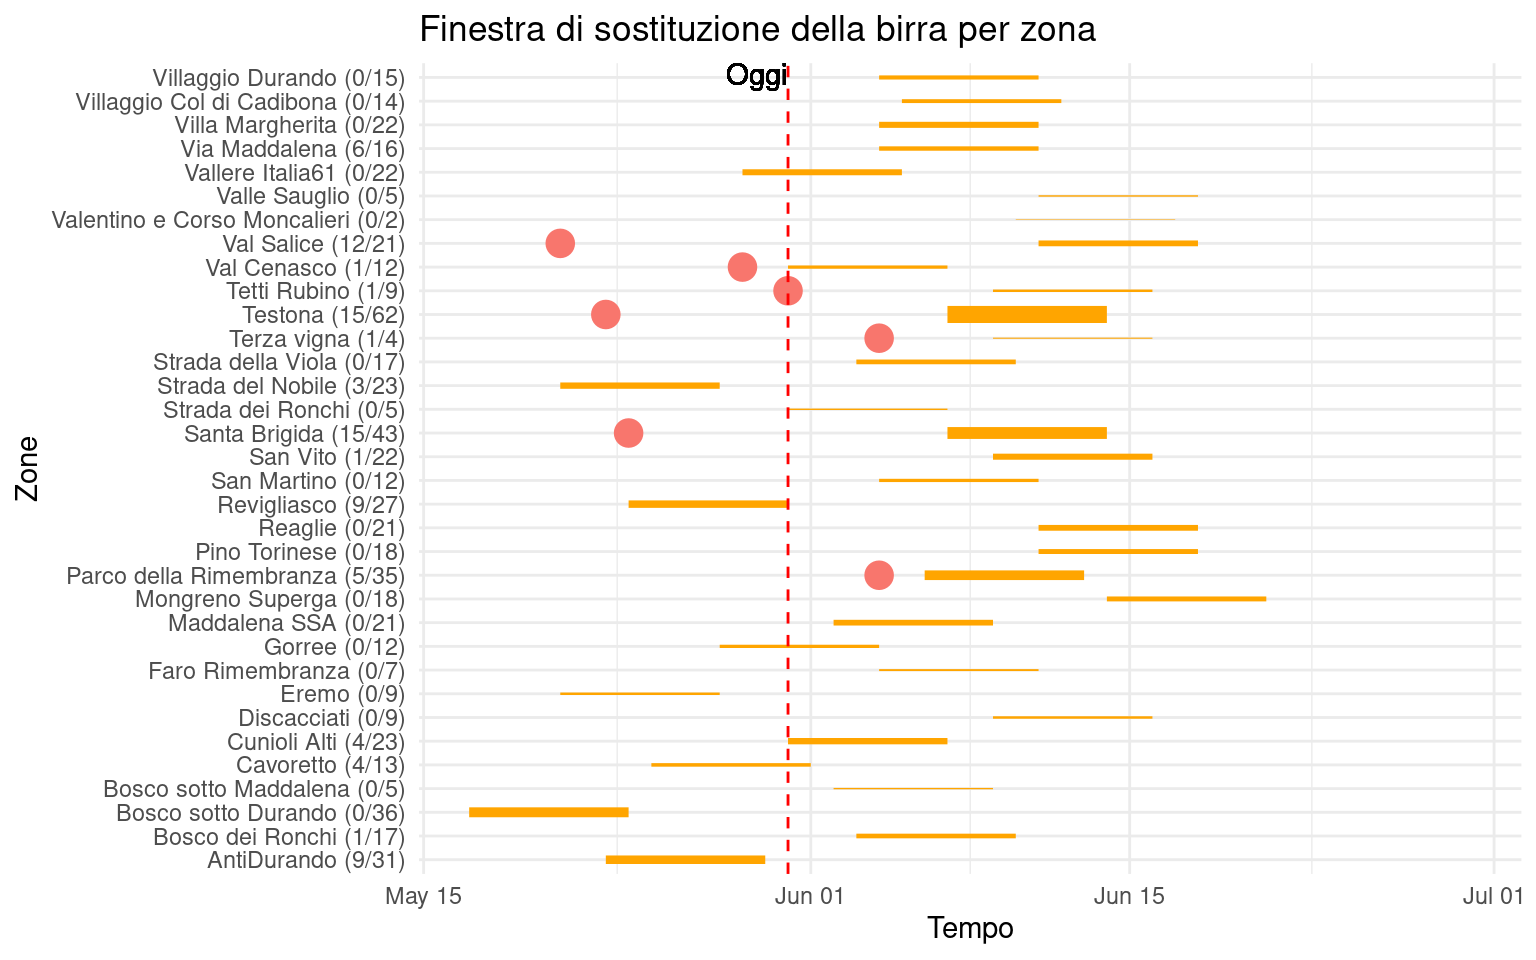 Finestra di sostituzione della birra per zona
Oggi
Zone
Villaggio Durando (0/15)
Villaggio Col di Cadibona (0/14)
Villa Margherita (0/22)
Via Maddalena (6/16)
Vallere Italia61 (0/22)
Valle Sauglio (0/5)
Valentino e Corso Moncalieri (0/2)
Val Salice (12/21)
Val Cenasco (1/12)
Tetti Rubino (1/9)
Testona (15/62)
Terza vigna (1/4)
Strada della Viola (0/17)
Strada del Nobile (3/23)
Strada dei Ronchi (0/5)
Santa Brigida (15/43)
San Vito (1/22)
San Martino (0/12)
Revigliasco (9/27)
Reaglie (0/21)
Pino Torinese (0/18)
Parco della Rimembranza (5/35)
Mongreno Superga (0/18)
Maddalena SSA (0/21)
Gorree (0/12)
Faro Rimembranza (0/7)
Eremo (0/9)
Discacciati (0/9)
Cunioli Alti (4/23)
Cavoretto (4/13)
Bosco sotto Maddalena (0/5)
Bosco sotto Durando (0/36)
Bosco dei Ronchi (1/17)
AntiDurando (9/31)
May 15
Jun 01
Jun 15
Jul 01
Tempo